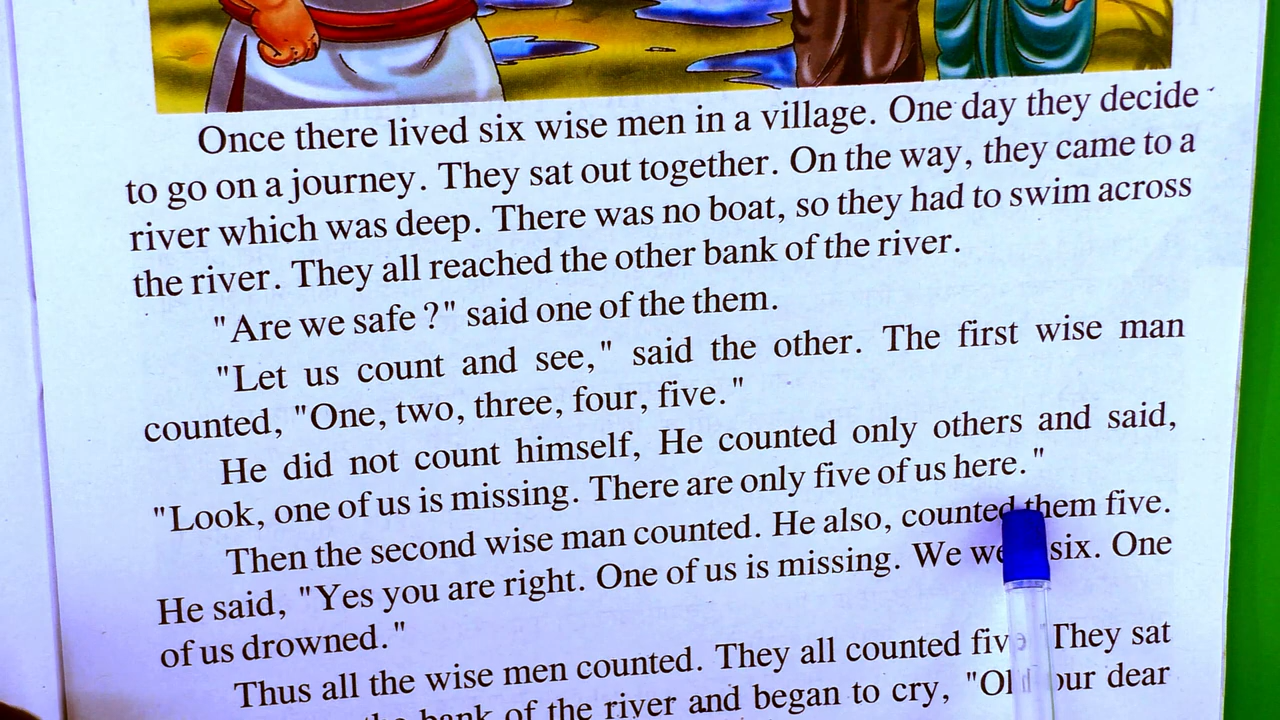 Once there lived six wise men in a village. One day they decide
to go on a journey. They sat out together. On the way, they came to a
river which was deep. There was no boat, so they had to swim across
the river. They all reached the other bank of the river.
"Are we safe ?" said one of the them.
"Let us count and see," said the other. The first wise man
counted, "One, two, three, four, five."
He did not count himself, He counted only others and said,
"Look, one of us is missing. There are only five of us here."
Then the second wise man counted. He also, counted them five.
He said, "Yes you are right. One of us is missing. We six. One
of us drowned."
Thus all the wise men counted. They all counted They sat
bank of the river and began to cry, dear